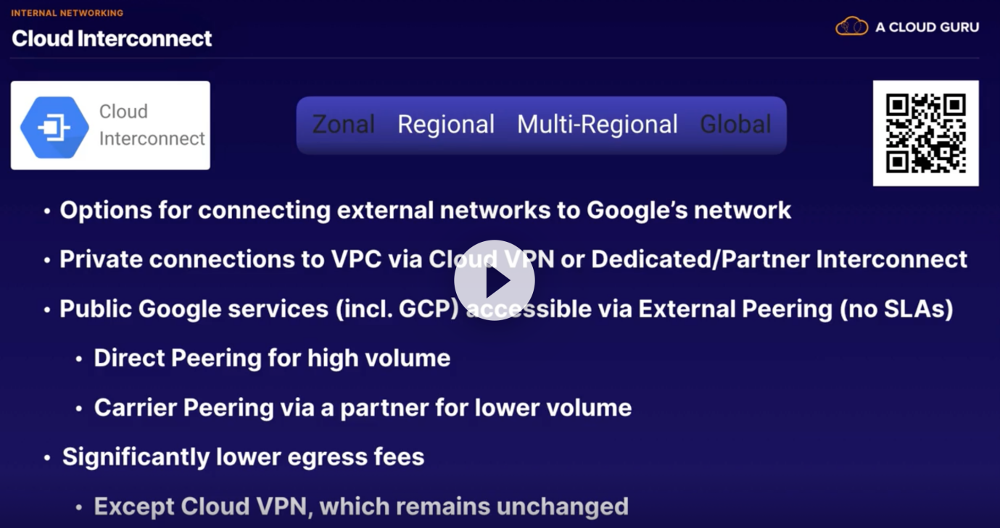 INTERNAL NETWORKING
Cloud Interconnect
A CLOUD GURU
Cloud
Interconnect
Zonal Regional Multi-Regional Global
• Options for connecting external networks to Google’s network
• Private connections to VPC via Cloud VPN or Dedicated/Partner Interconnect
• Public Google services (incl. GCP) accessible via External Peering (no SLAs)
• Direct Peering for high volume
• Carrier Peering via a partner for lower volume
• Significantly lower egress fees
• Except Cloud VPN, which remains unchanged